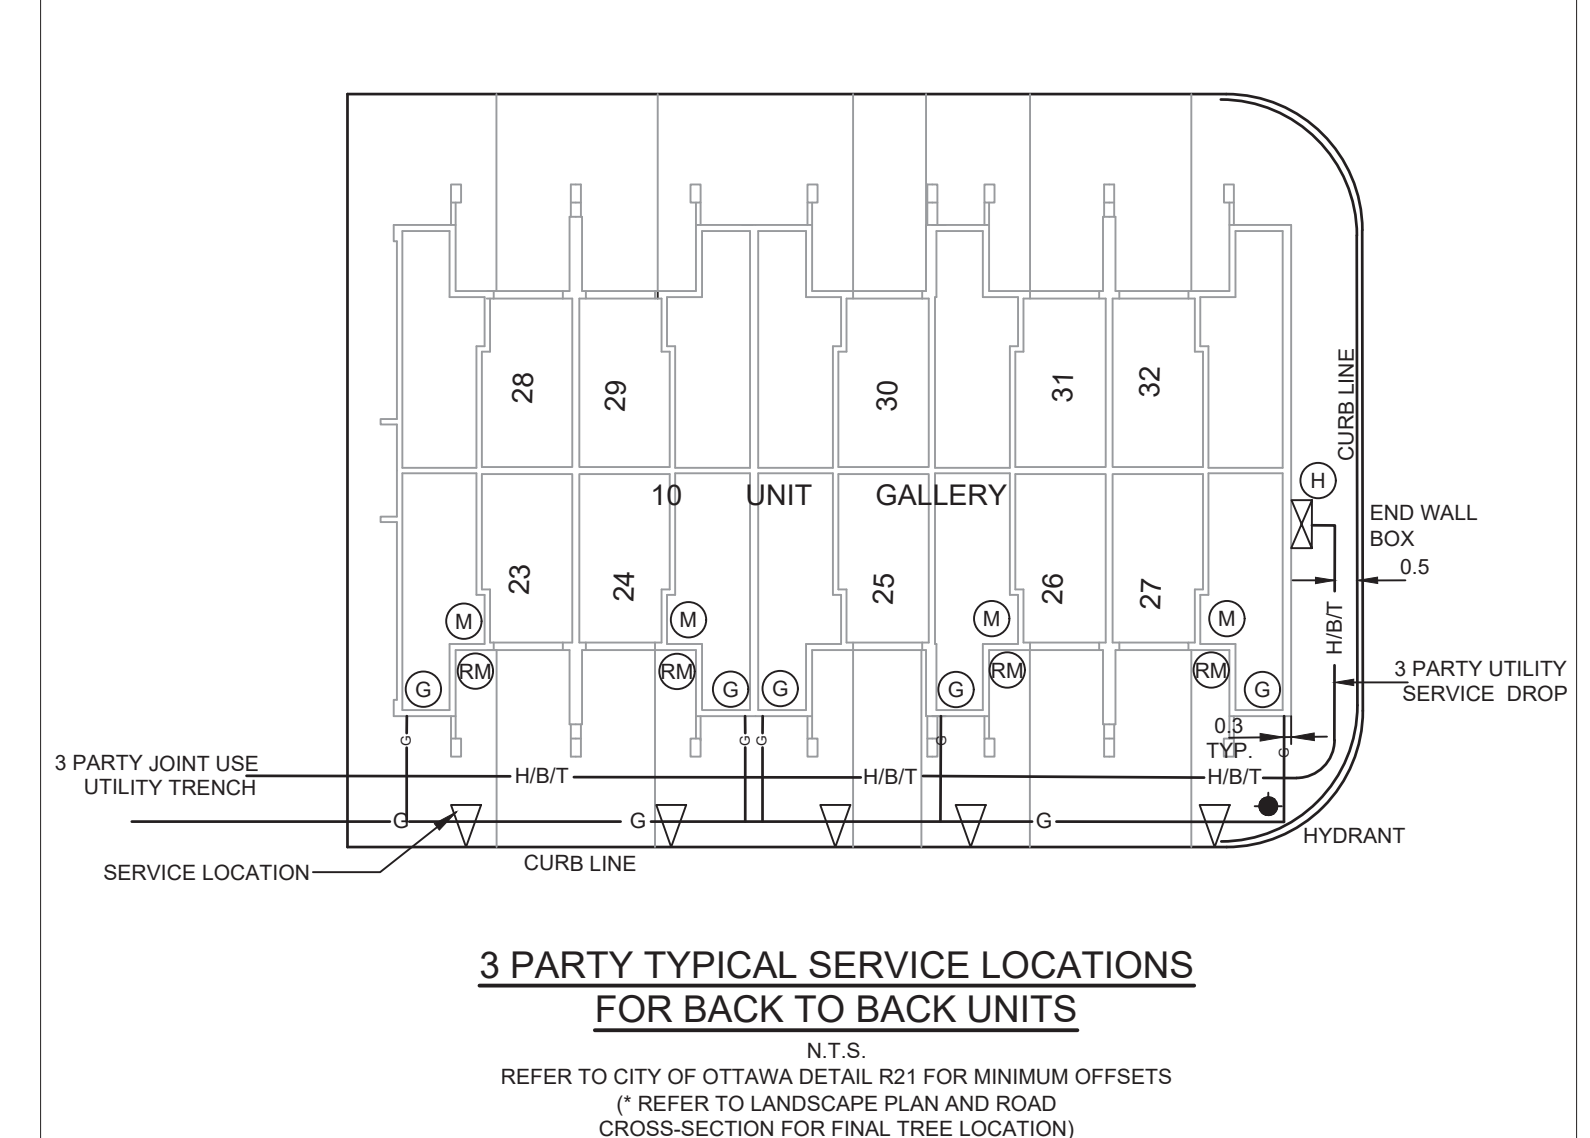 28
29
30
31
32
CURB LINE
10 UNIT GALLERY
H
END WALL
BOX
0.5
23
24
25
26
27
M
M
M
M
H/B/T
RM
RM
RM
RM
G
G
G
G
G
3 PARTY UTILITY
SERVICE DROP
0.3
TYP.
G
G
G
G
G
3 PARTY JOINT USE
UTILITY TRENCH
H/B/T
H/B/T
H/B/T
G
G
G
HYDRANT
SERVICE LOCATION
CURB LINE
3 PARTY TYPICAL SERVICE LOCATIONS
FOR BACK TO BACK UNITS
N.T.S.
REFER TO CITY OF OTTAWA DETAIL R21 FOR MINIMUM OFFSETS
(* REFER TO LANDSCAPE PLAN AND ROAD
CROSS-SECTION FOR FINAL TREE LOCATION)